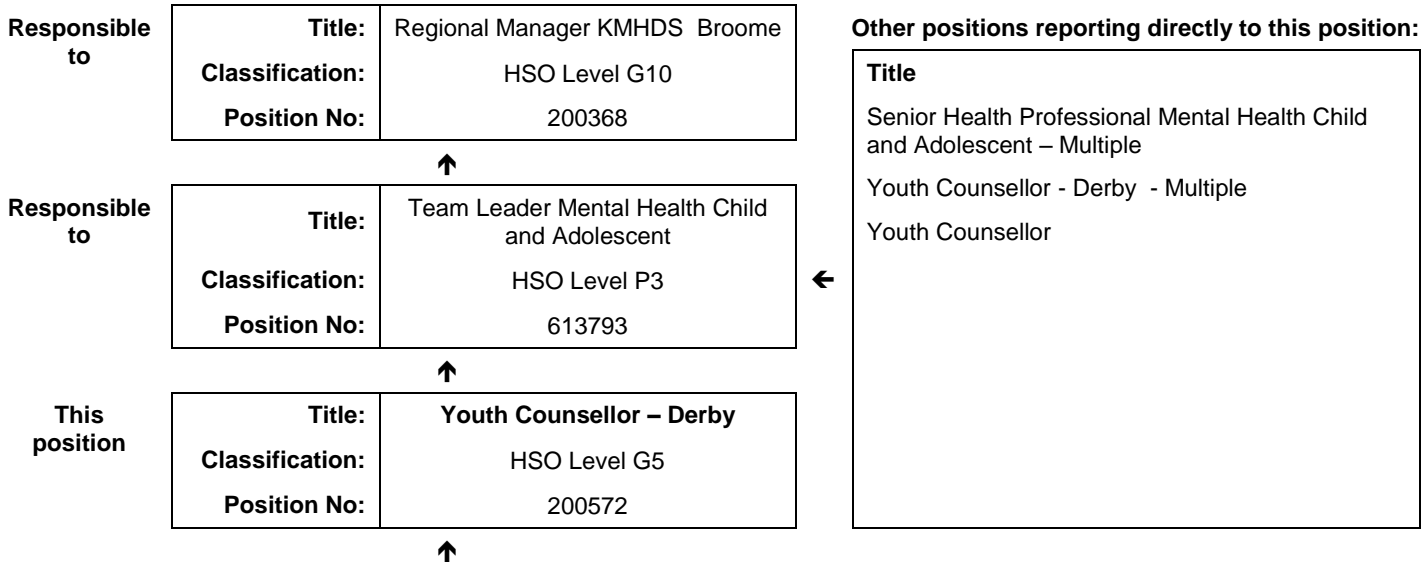 Responsible
to
Title: Regional Manager KMHDS Broome
Classification: HSO Level G10
Position No: 200368
↑
Responsible
to
Title: Team Leader Mental Health Child
and Adolescent
Classification: HSO Level P3
Position No: 613793
↑
This
position
Title: Youth Counsellor – Derby
Classification: HSO Level G5
Position No: 200572
↑
Other positions reporting directly to this position:
Title
Senior Health Professional Mental Health Child
and Adolescent – Multiple
Youth Counsellor - Derby - Multiple
Youth Counsellor
←